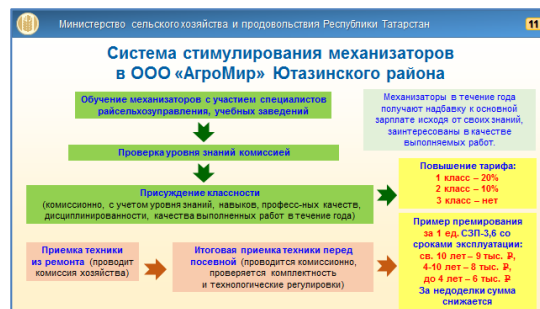 Министерство сельского хозяйства и продовольствия Республики Татарстан
11
Система стимулирования механизаторов
в ООО «АгроМир» Ютазинского района
Обучение механизаторов с участием специалистов
райсельхозуправления, учебных заведений
Механизаторы в течение года
получают надбавку к основной
зарплате исходя от своих знаний,
заинтересованы в качестве
выполняемых работ.
Проверка уровня знаний комиссией
Присуждение классности
(комиссионно, с учетом уровня знаний, навыков, професс-ных качеств,
дисциплинированности, качества выполненных работ в течение года)
Повышение тарифа:
1 класс – 20%
2 класс – 10%
3 класс – нет
Приемка техники
из ремонта (проводит
комиссия хозяйства)
Итоговая приемка техники перед
посевной (проводится комиссионно,
проверяется комплектность
и технологические регулировки)
Пример премирования
за 1 ед. СЗП-3,6 со
сроками эксплуатации:
св. 10 лет – 9 тыс. ₽,
4-10 лет – 8 тыс. ₽,
до 4 лет – 6 тыс. ₽
За недоделки сумма
снижается